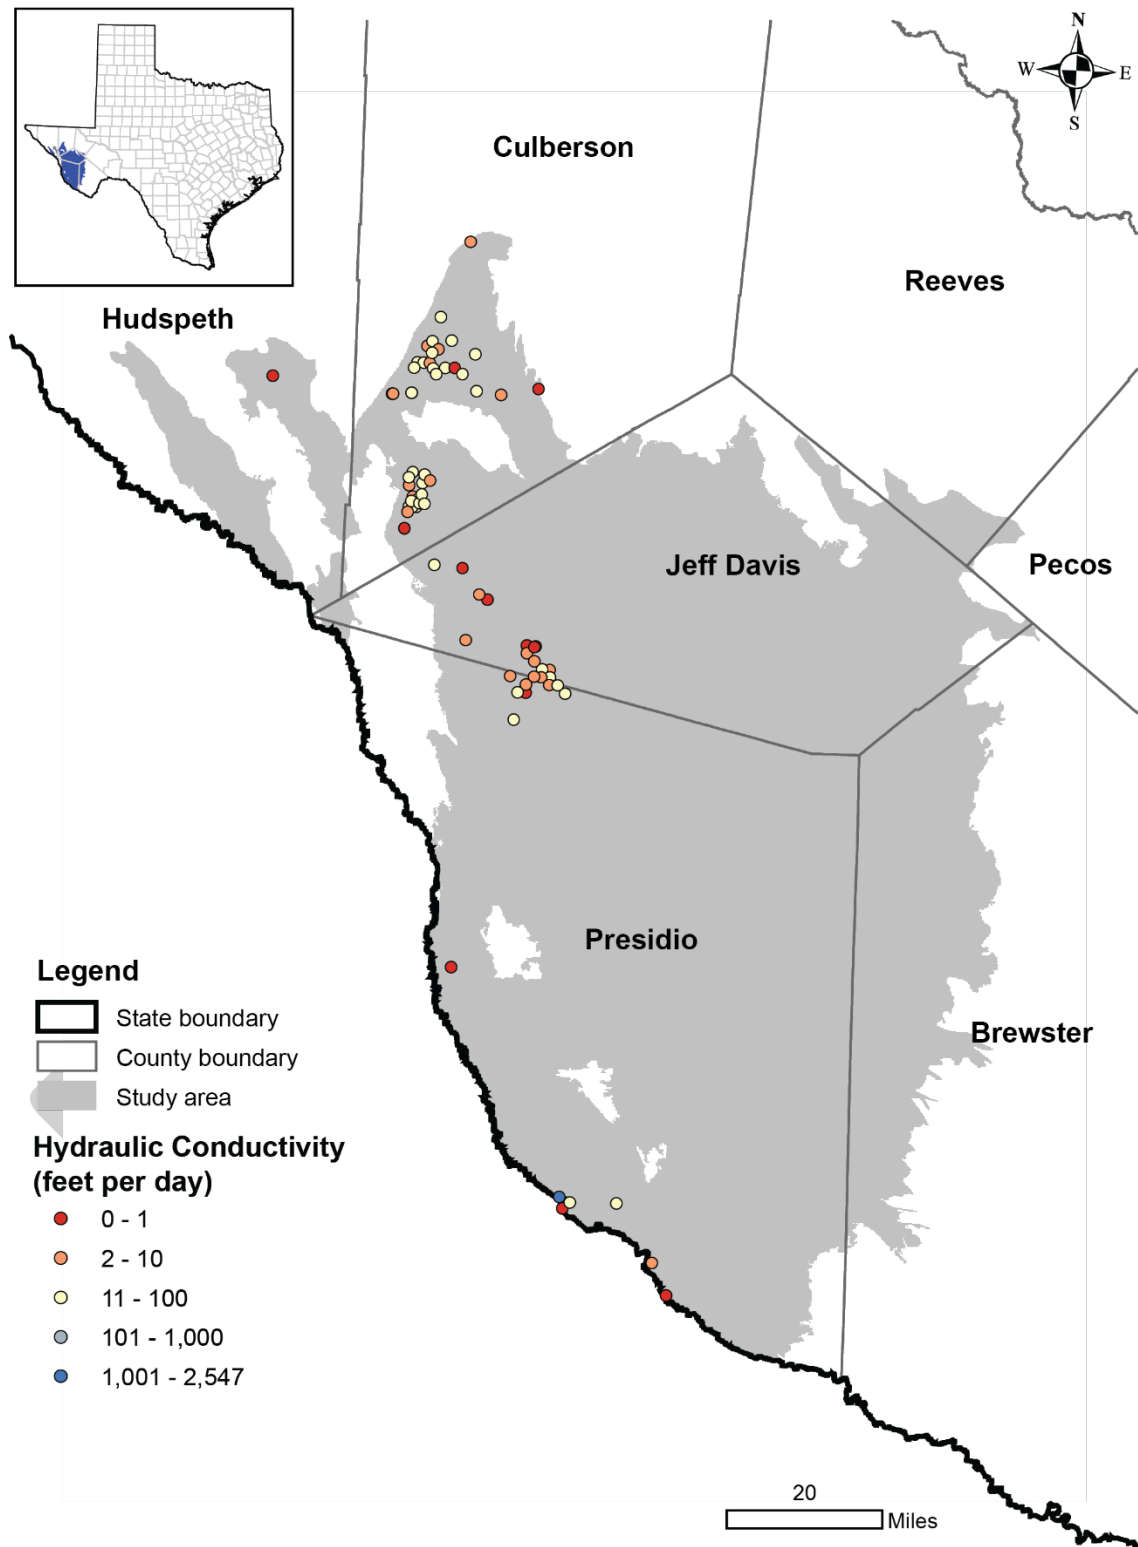 N
W
E
S
Culberson
Reeves
Hudspeth
Jeff Davis
Pecos
Presidio
Brewster
Legend
State boundary
County boundary
Study area
Hydraulic Conductivity
(feet per day)
0 - 1
2 - 10
11 - 100
101 - 1,000
1,001 - 2,547
20
Miles